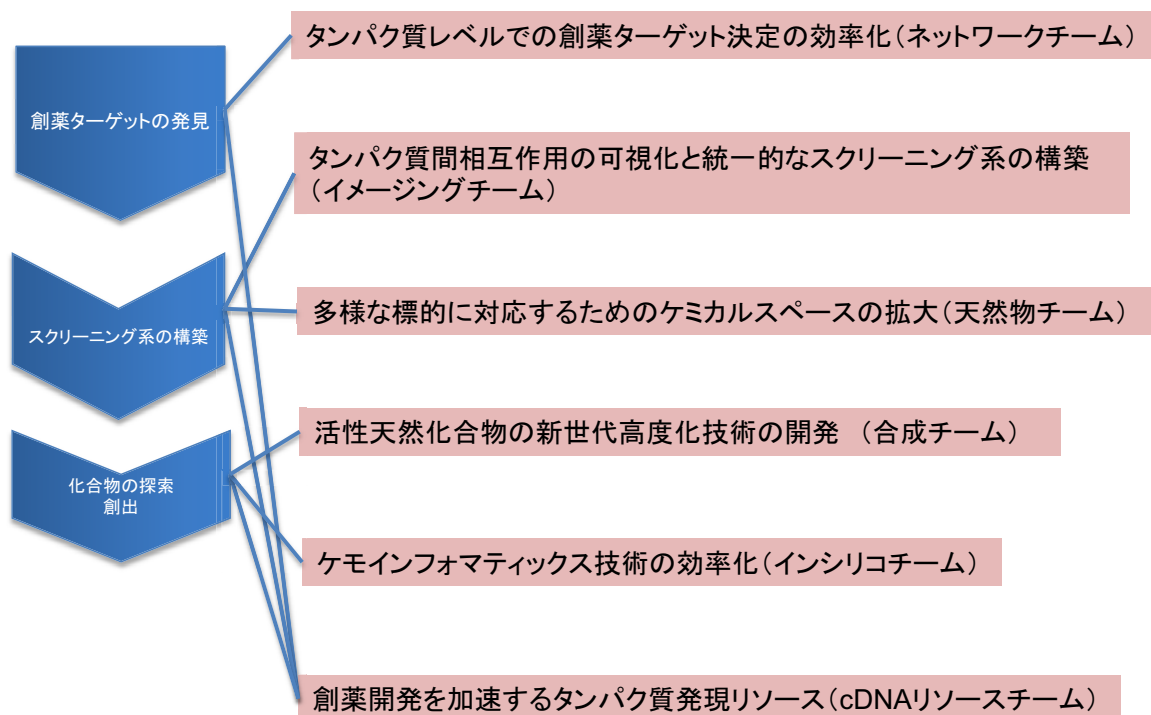 タンパク質レベルでの創薬ターゲット決定の効率化(ネットワークチーム)
創薬ターゲットの発見
タンパク質間相互作用の可視化と統一的なスクリーニング系の構築
(イメージングチーム)
多様な標的に対応するためのケミカルスペースの拡大(天然物チーム)
スクリーニング系の構築
活性天然化合物の新世代高度化技術の開発 (合成チーム)
化合物の探索
創出
ケモインフォマティックス技術の効率化(インシリコチーム)
創薬開発を加速するタンパク質発現リソース(cDNAリソースチーム)